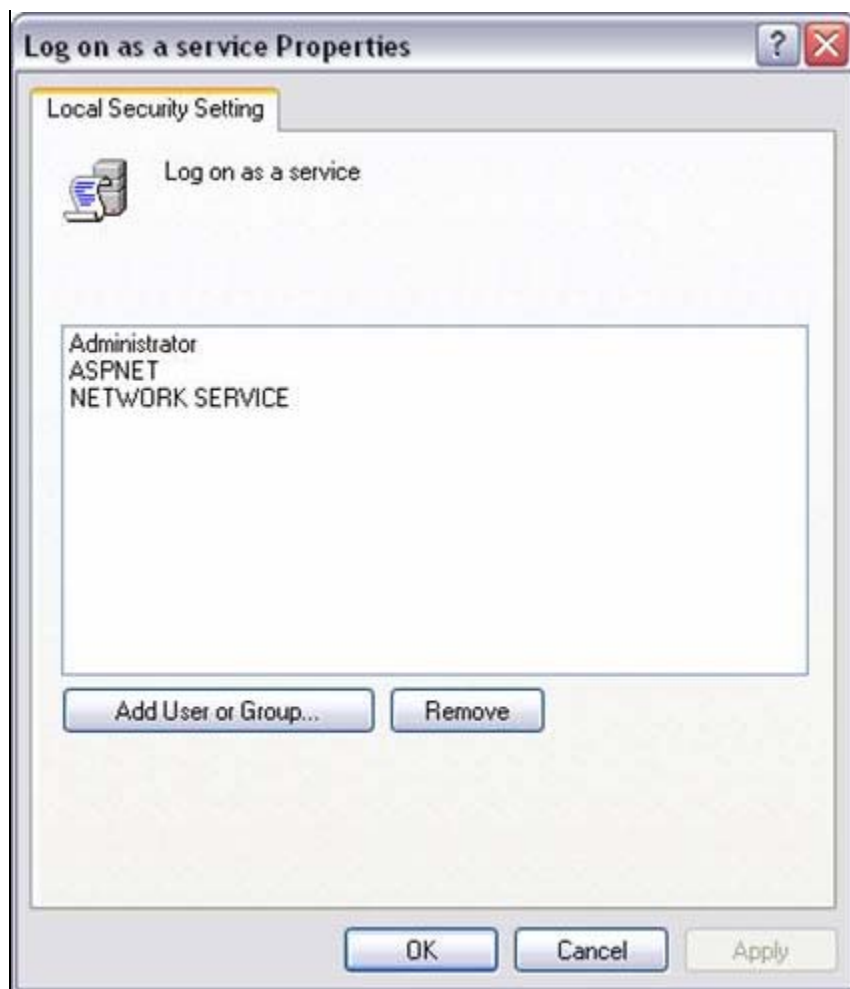 Log on as a service Properties
?
Local Security Setting
Log on as a service
Administrator
ASPNET
NETWORK SERVICE
Add User or Group...
Remove
OK
Cancel
Apply